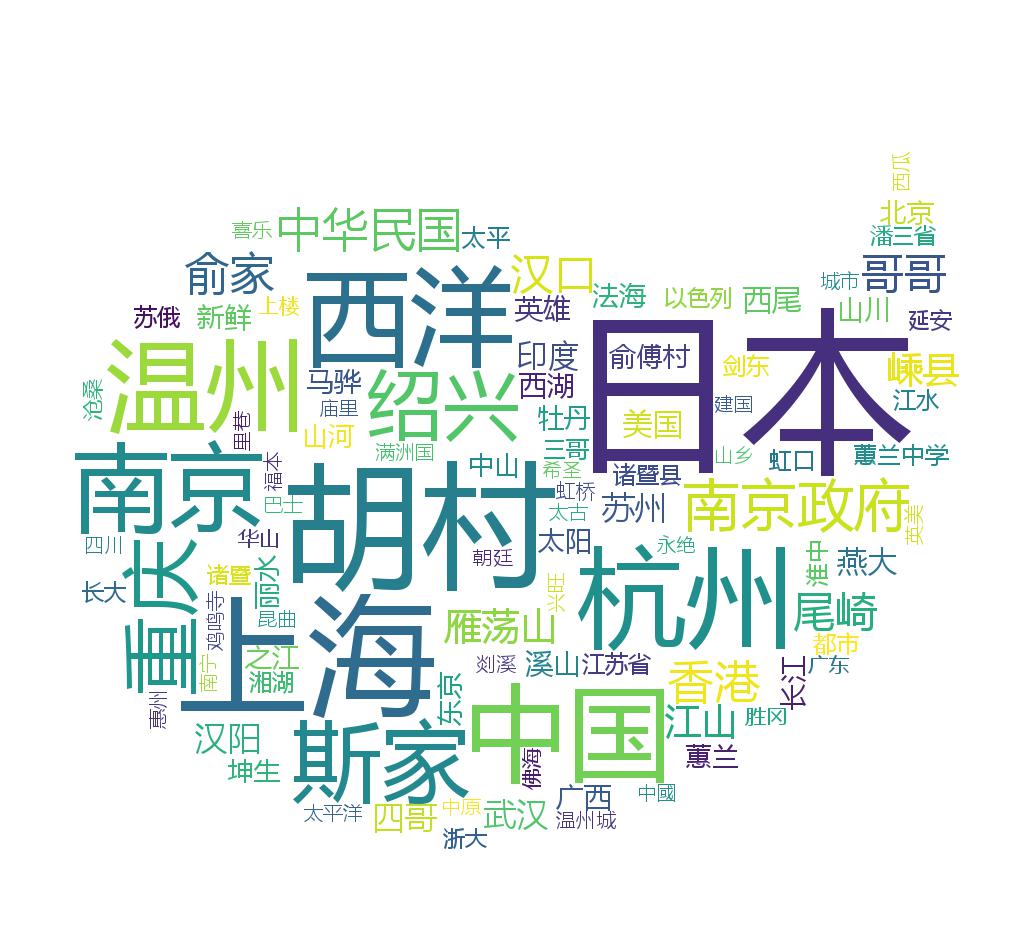 西瓜
北京
潘三省
喜乐
中华民国
太平
俞家
西洋
汉口
哥哥
城市
上楼
苏俄
新鲜
英雄
法海
以色列
西尾
山川
延安
日本
温州
印度
俞傅村
剑东
嵊县
马骅
绍兴
西湖
江水
沧桑
庙里
牡丹
美国
建国
里巷
山河
满洲国
三哥
山乡
虹口
蕙兰中学
南京
福本
中山
希圣
诸暨县
胡村
虹桥
苏州
南京政府
巴士
太古
英美
四川
华山
太阳
永绝
重庆
朝廷
杭州
淮中
燕大
长大
诸暨
丽水
兴旺
尾崎
鸡鸣寺
昆曲
上海
雁荡山
都市
南宁
之江
剡溪
溪山
江苏省
香港
长江
广东
湘湖
东京
中国
惠州
江山
胜冈
汉阳
斯家
蕙兰
坤生
佛海
广西
中國
太平洋
四哥
中原
武汉
温州城
浙大